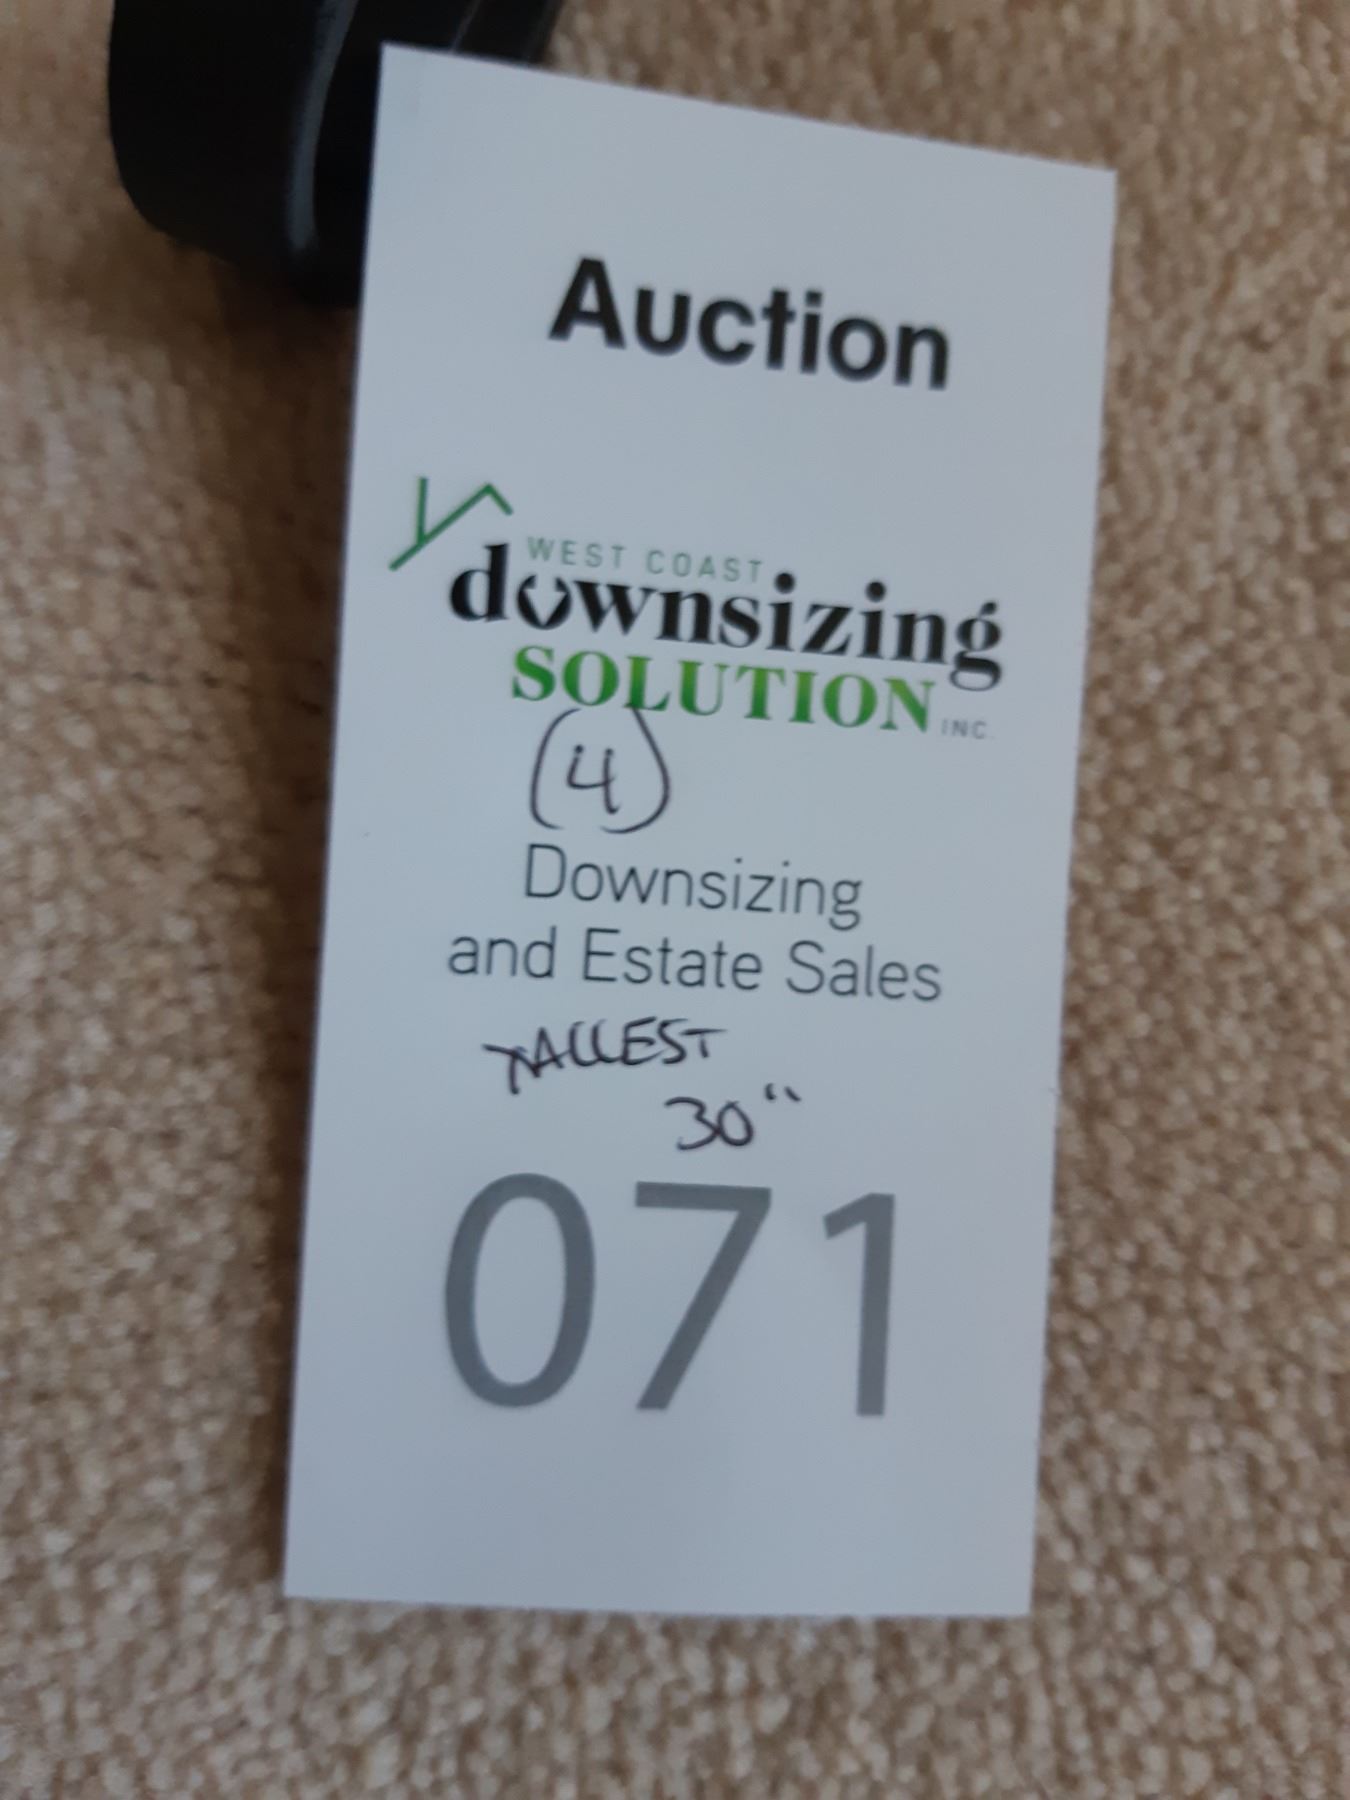 Auction
WEST COAST
downsizing
SOLUTION INC.
(4)
Downsizing
and Estate Sales
TALLEST
30"
071